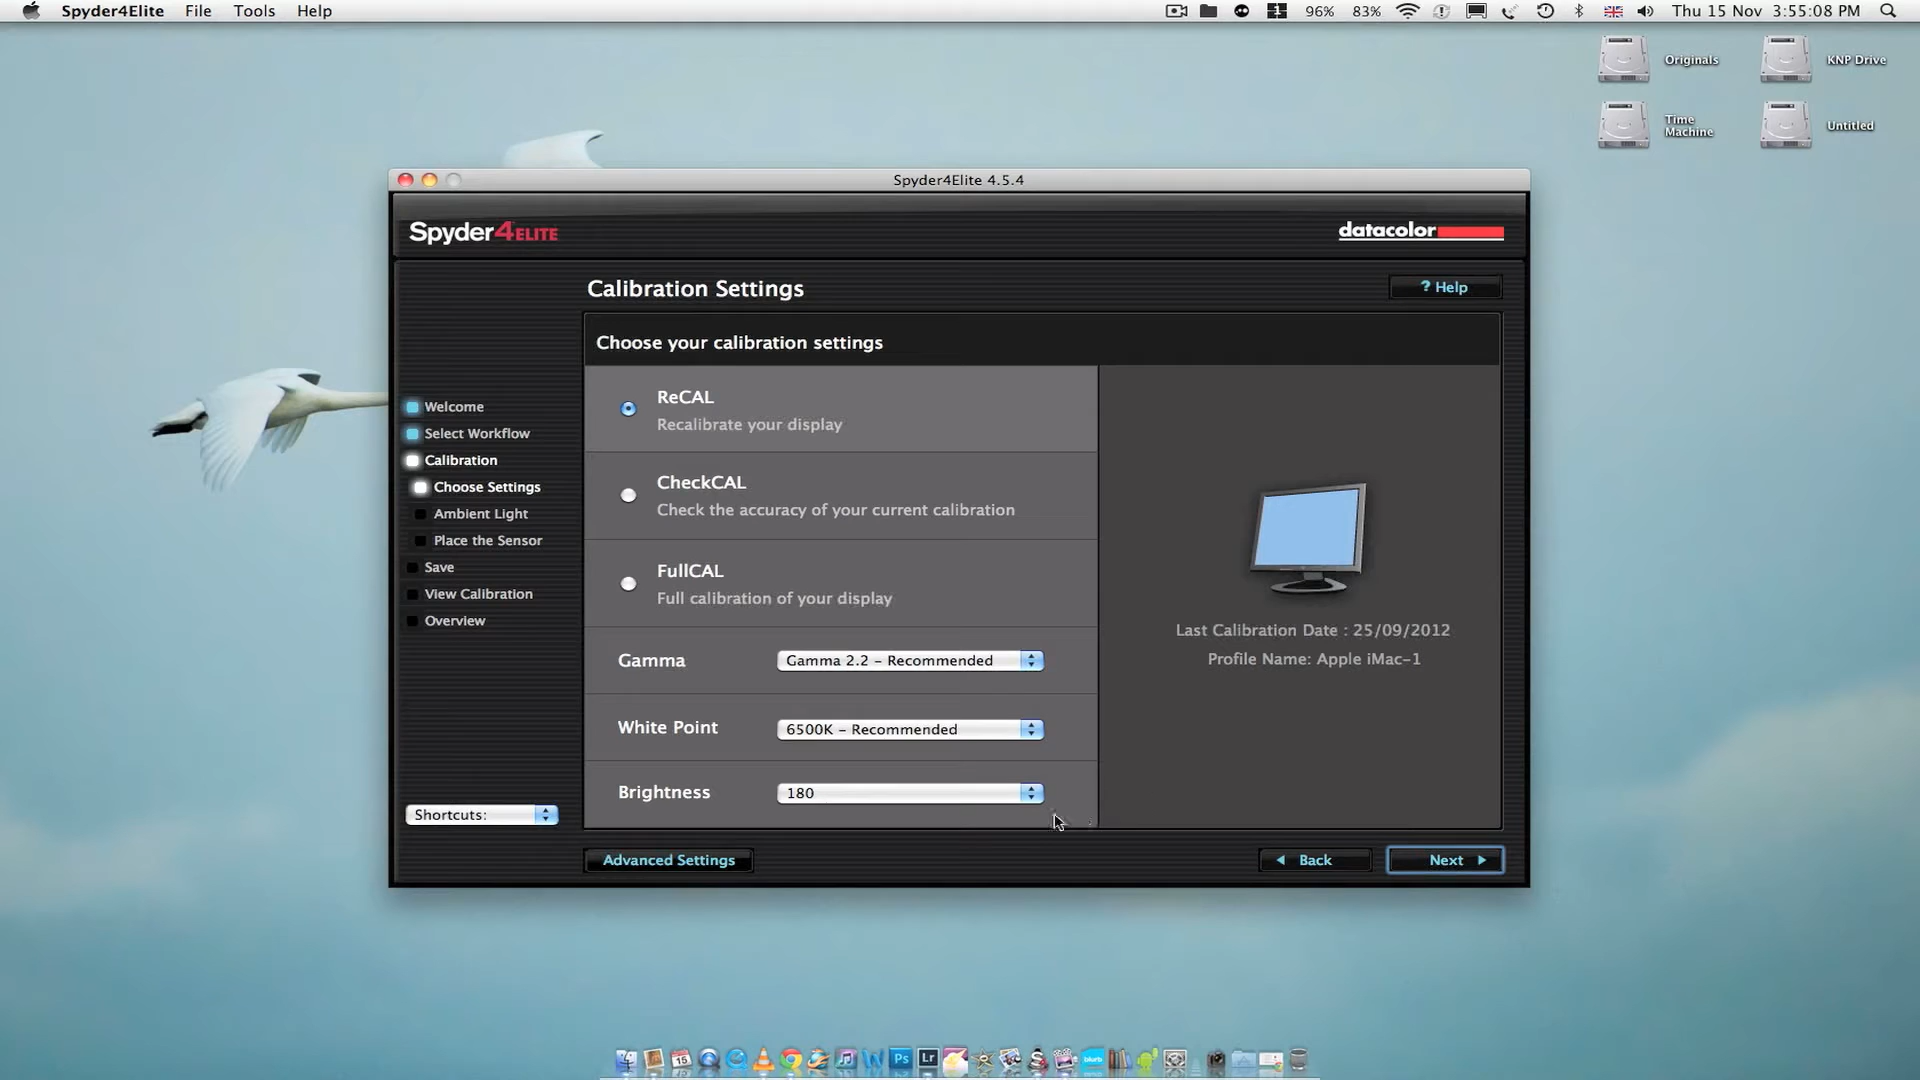 Spyder4Elite File Tools Help 96% 83% Thu 15 Nov 3:55:08 PM
Originals
KNP Drive
Time
Machine
Untitled
Spyder4Elite 4.5.4
Spyder4ELITE
datacolor
Calibration Settings
? Help
Choose your calibration settings
Welcome
Select Workflow
Calibration
Choose Settings
Ambient Light
Place the Sensor
Save
View Calibration
Overview
Shortcuts:
ReCAL
Recalibrate your display
CheckCAL
Check the accuracy of your current calibration
FullCAL
Full calibration of your display
Gamma
Gamma 2.2 – Recommended
White Point
6500K – Recommended
Brightness
180
Last Calibration Date : 25/09/2012
Profile Name: Apple iMac-1
Advanced Settings
Back
Next
15
W
Ps
Lr
blurb